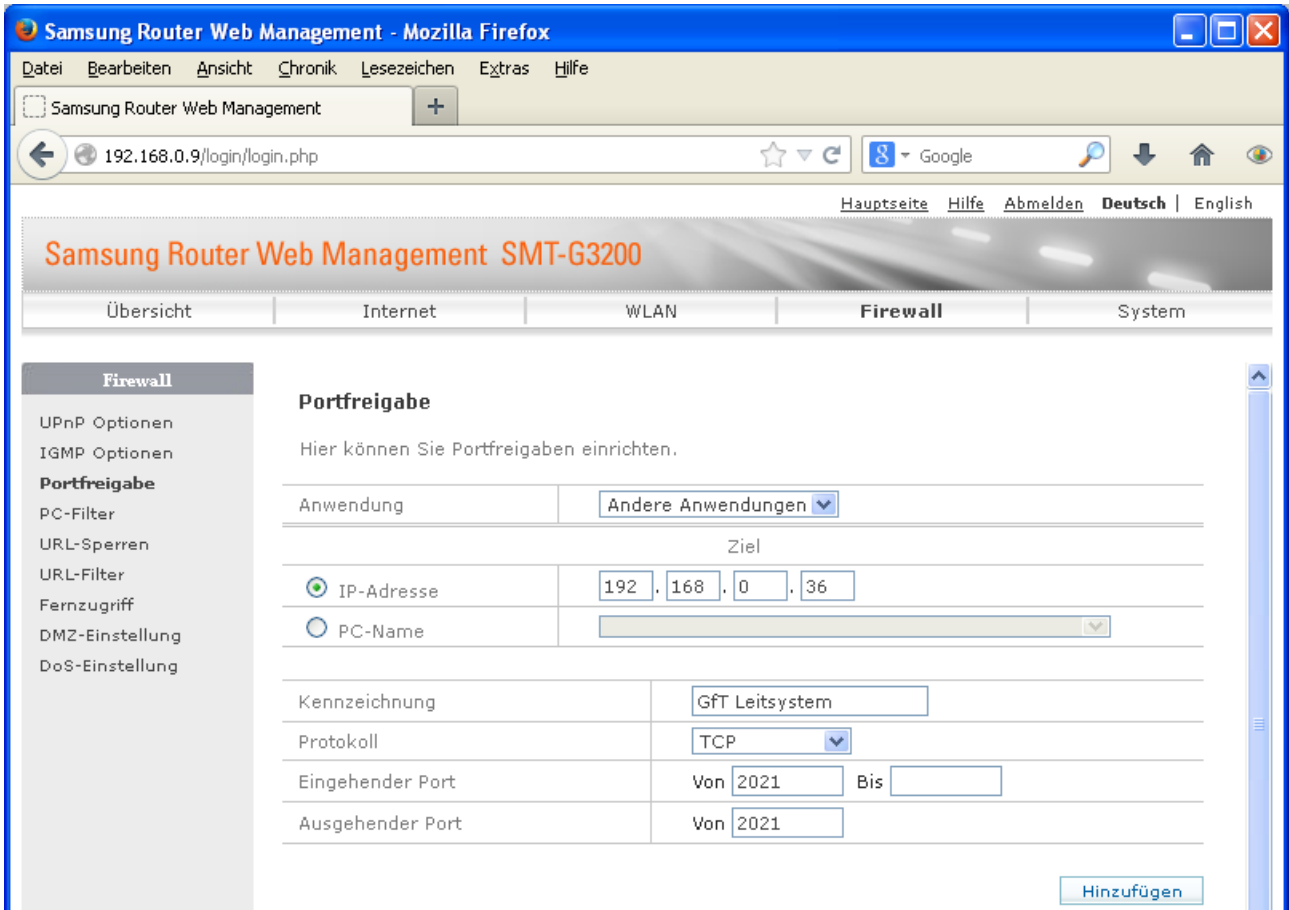 Samsung Router Web Management - Mozilla Firefox
Datei Bearbeiten Ansicht Chronik Lesezeichen Extras Hilfe
Samsung Router Web Management +
192.168.0.9/login/login.php 8 Google
Hauptseite Hilfe Abmelden Deutsch | English
Samsung Router Web Management SMT-G3200
Übersicht Internet WLAN Firewall System
Firewall
UPnP Optionen
IGMP Optionen
Portfreigabe
PC-Filter
URL-Sperren
URL-Filter
Fernzugriff
DMZ-Einstellung
DoS-Einstellung
Portfreigabe
Hier können Sie Portfreigaben einrichten.
Anwendung Andere Anwendungen
Ziel
IP-Adresse 192 . 168 . 0 . 36
PC-Name
Kennzeichnung GfT Leitsystem
Protokoll TCP
Eingehender Port Von 2021 Bis
Ausgehender Port Von 2021
Hinzufügen